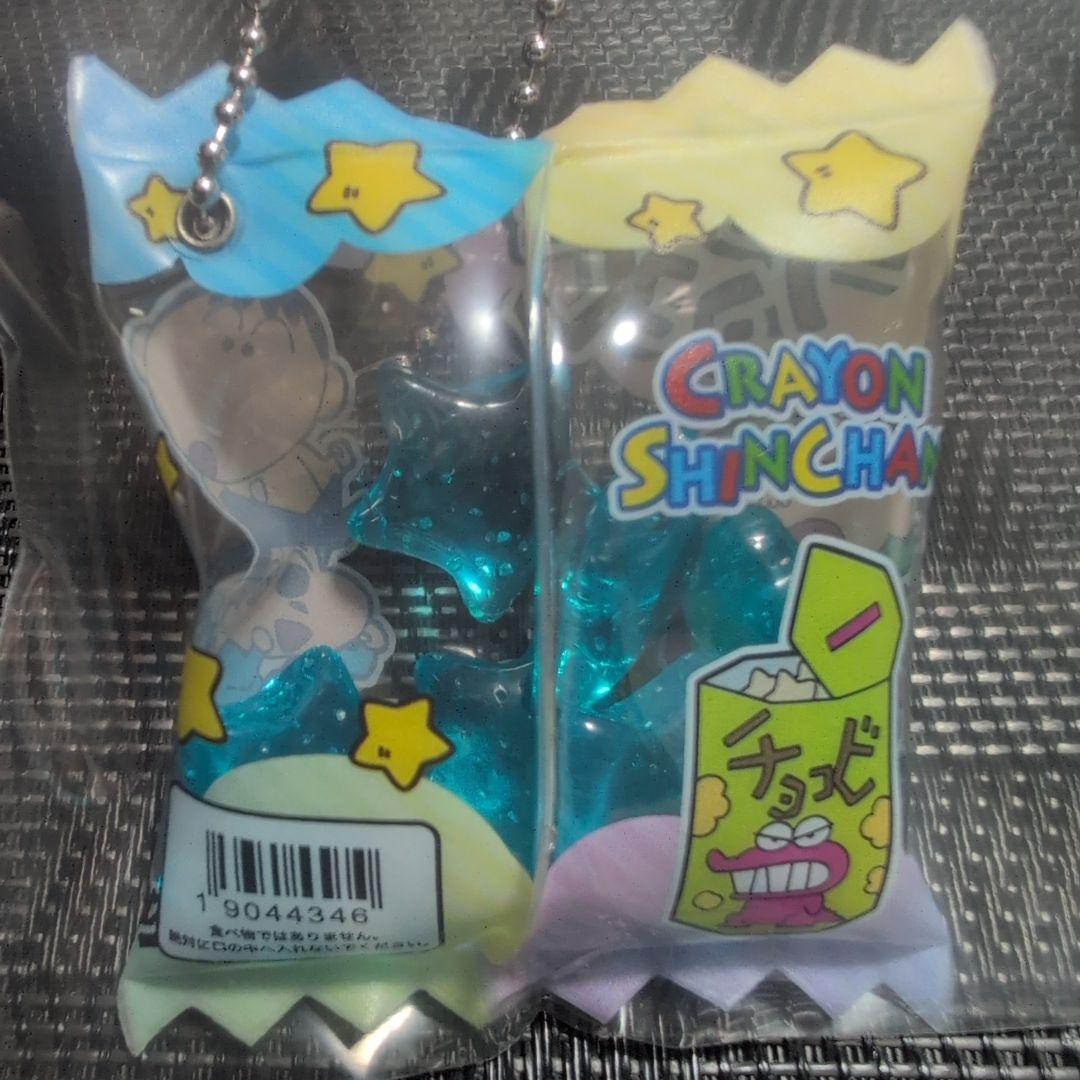 CRAYON
SHINCHAN
チョコビ
1 9044346
食べ物ではありません。
絶対に口の中へ入れないでください。